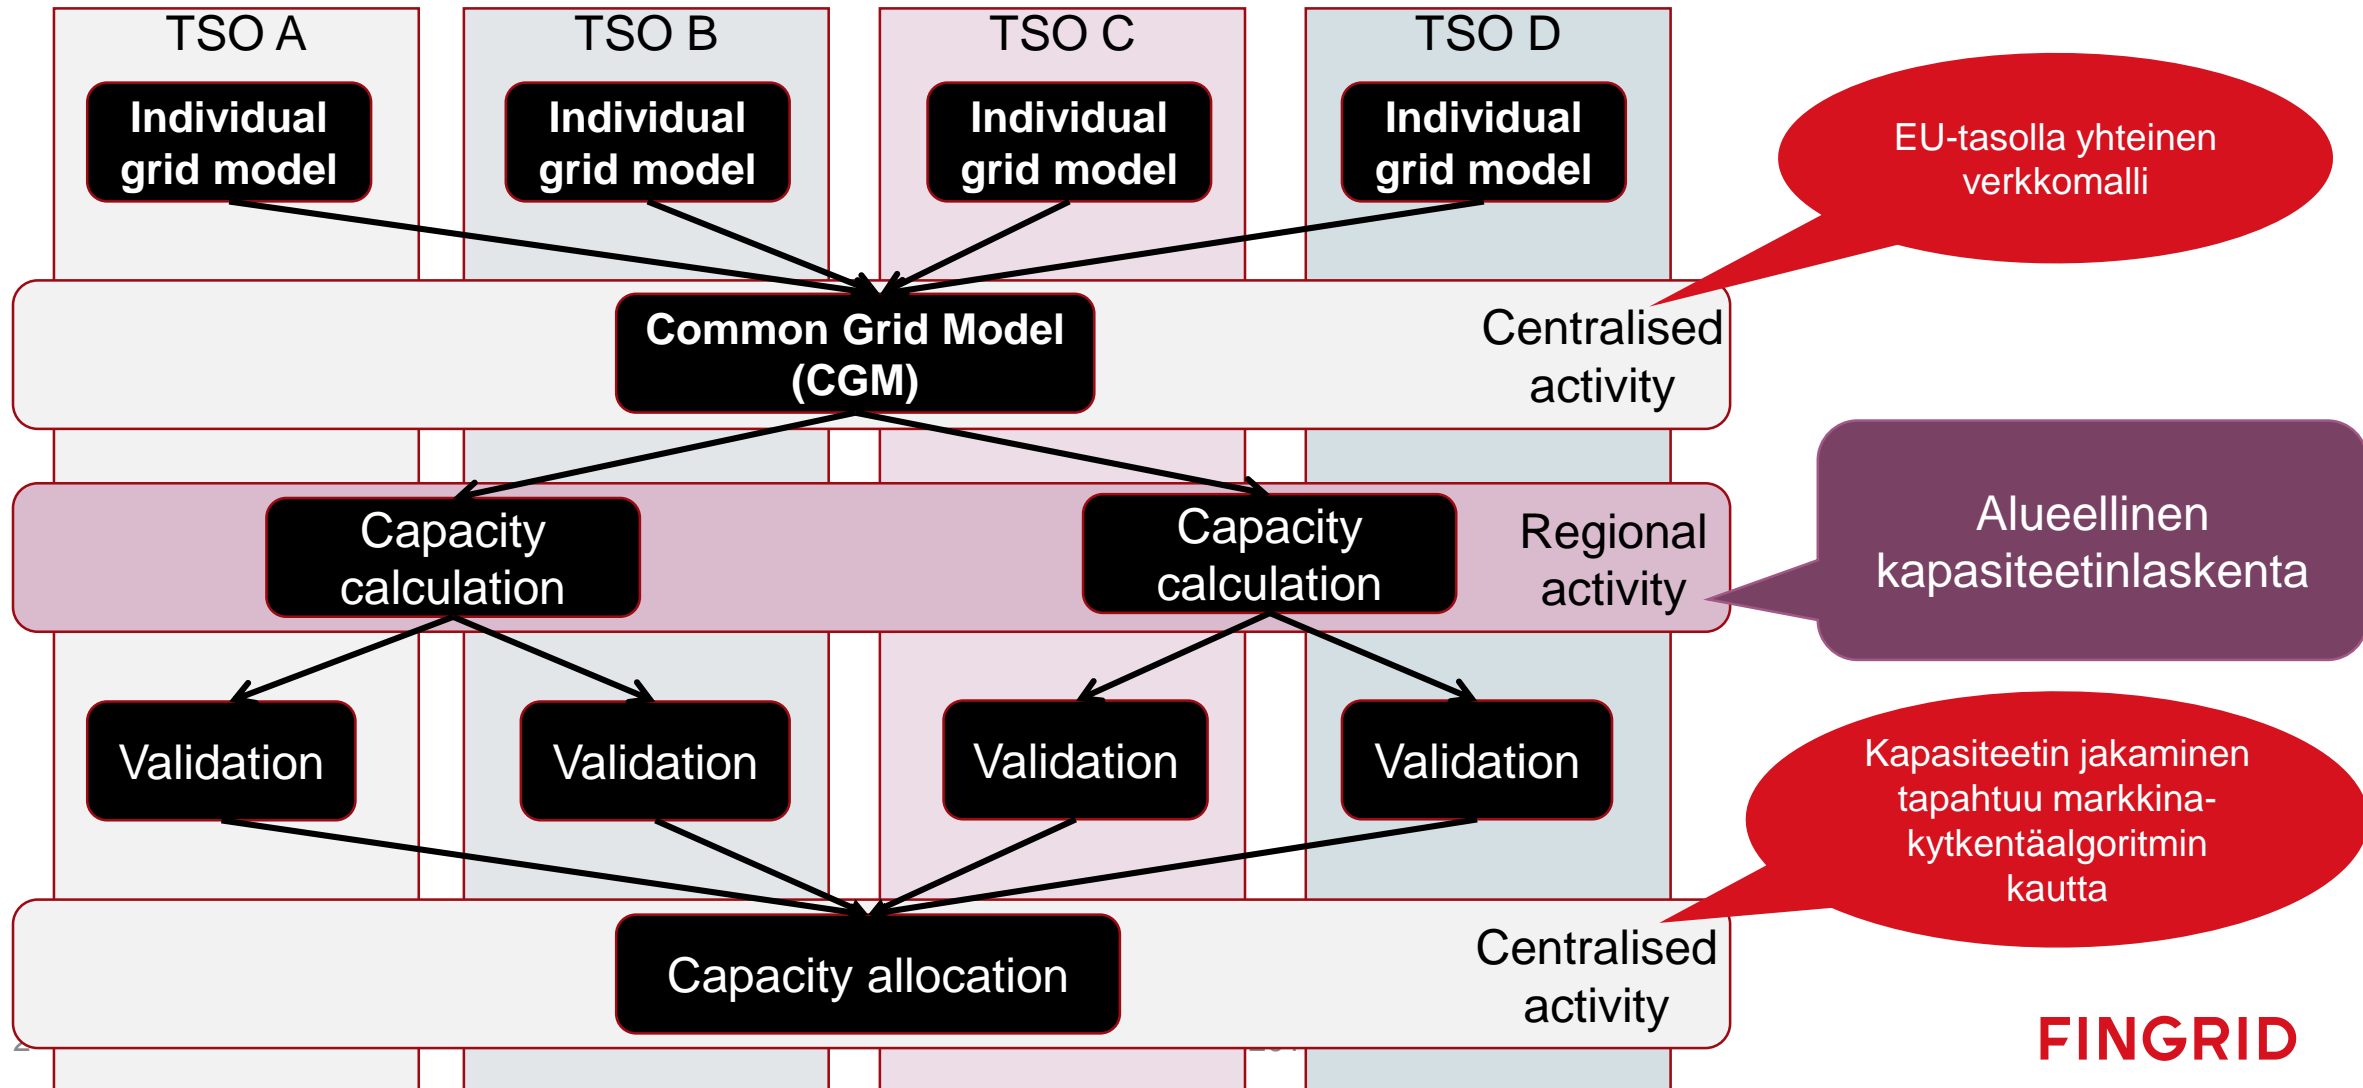 TSO A
TSO B
TSO C
TSO D
Individual
grid model
Individual
grid model
Individual
grid model
Individual
grid model
EU-tasolla yhteinen
verkkomalli
Common Grid Model
(CGM)
Centralised
activity
Capacity
calculation
Capacity
calculation
Regional
activity
Alueellinen
kapasiteetinlaskenta
Validation
Validation
Validation
Validation
Kapasiteetin jakaminen
tapahtuu markkina-
kytkentäalgoritmin
kautta
Capacity allocation
Centralised
activity
FINGRID